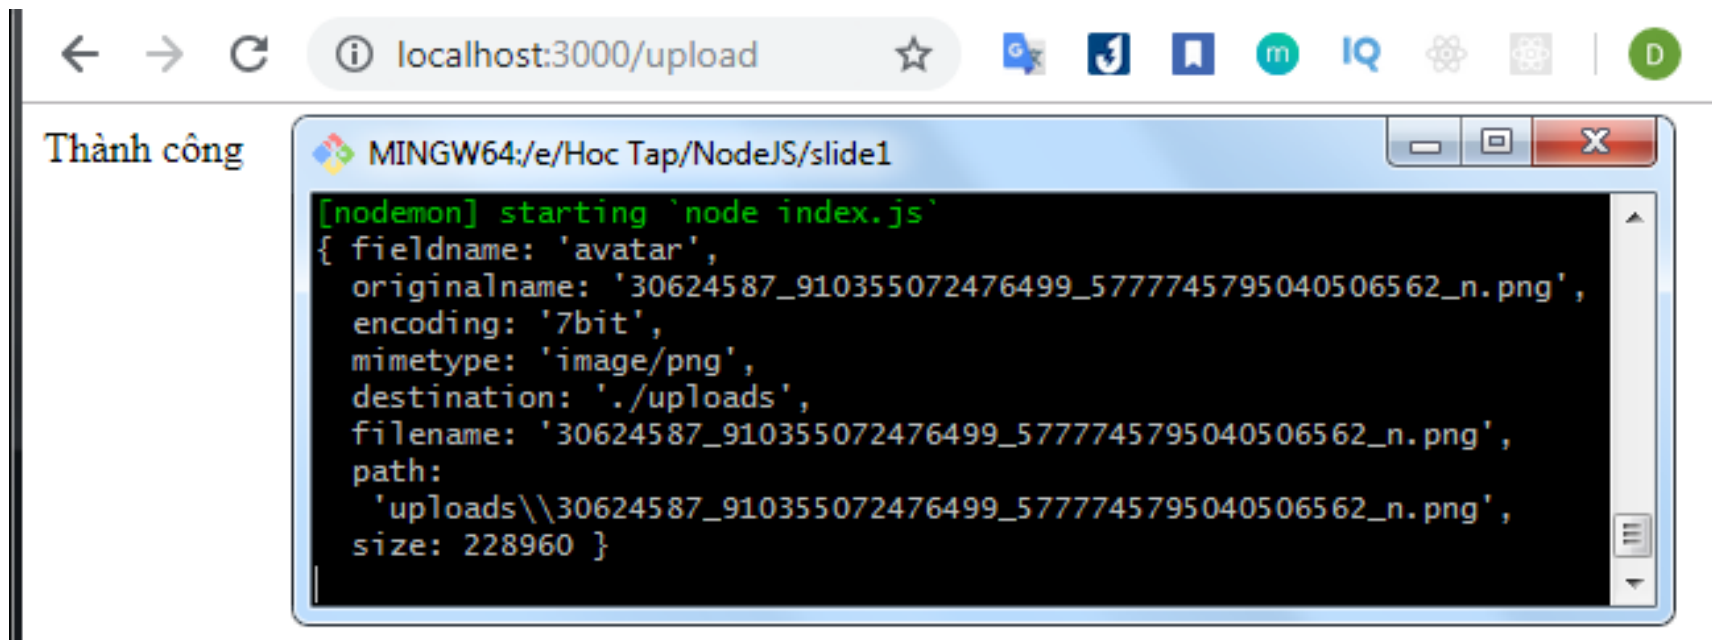 localhost:3000/upload
G
m
IQ
D
Thành công
MINGW64:/e/Hoc Tap/NodeJS/slide1
[nodemon] starting `node index.js`
{ fieldname: 'avatar',
originalname: '30624587_910355072476499_5777745795040506562_n.png',
encoding: '7bit',
mimetype: 'image/png',
destination: './uploads',
filename: '30624587_910355072476499_5777745795040506562_n.png',
path:
'uploads\\30624587_910355072476499_5777745795040506562_n.png',
size: 228960 }